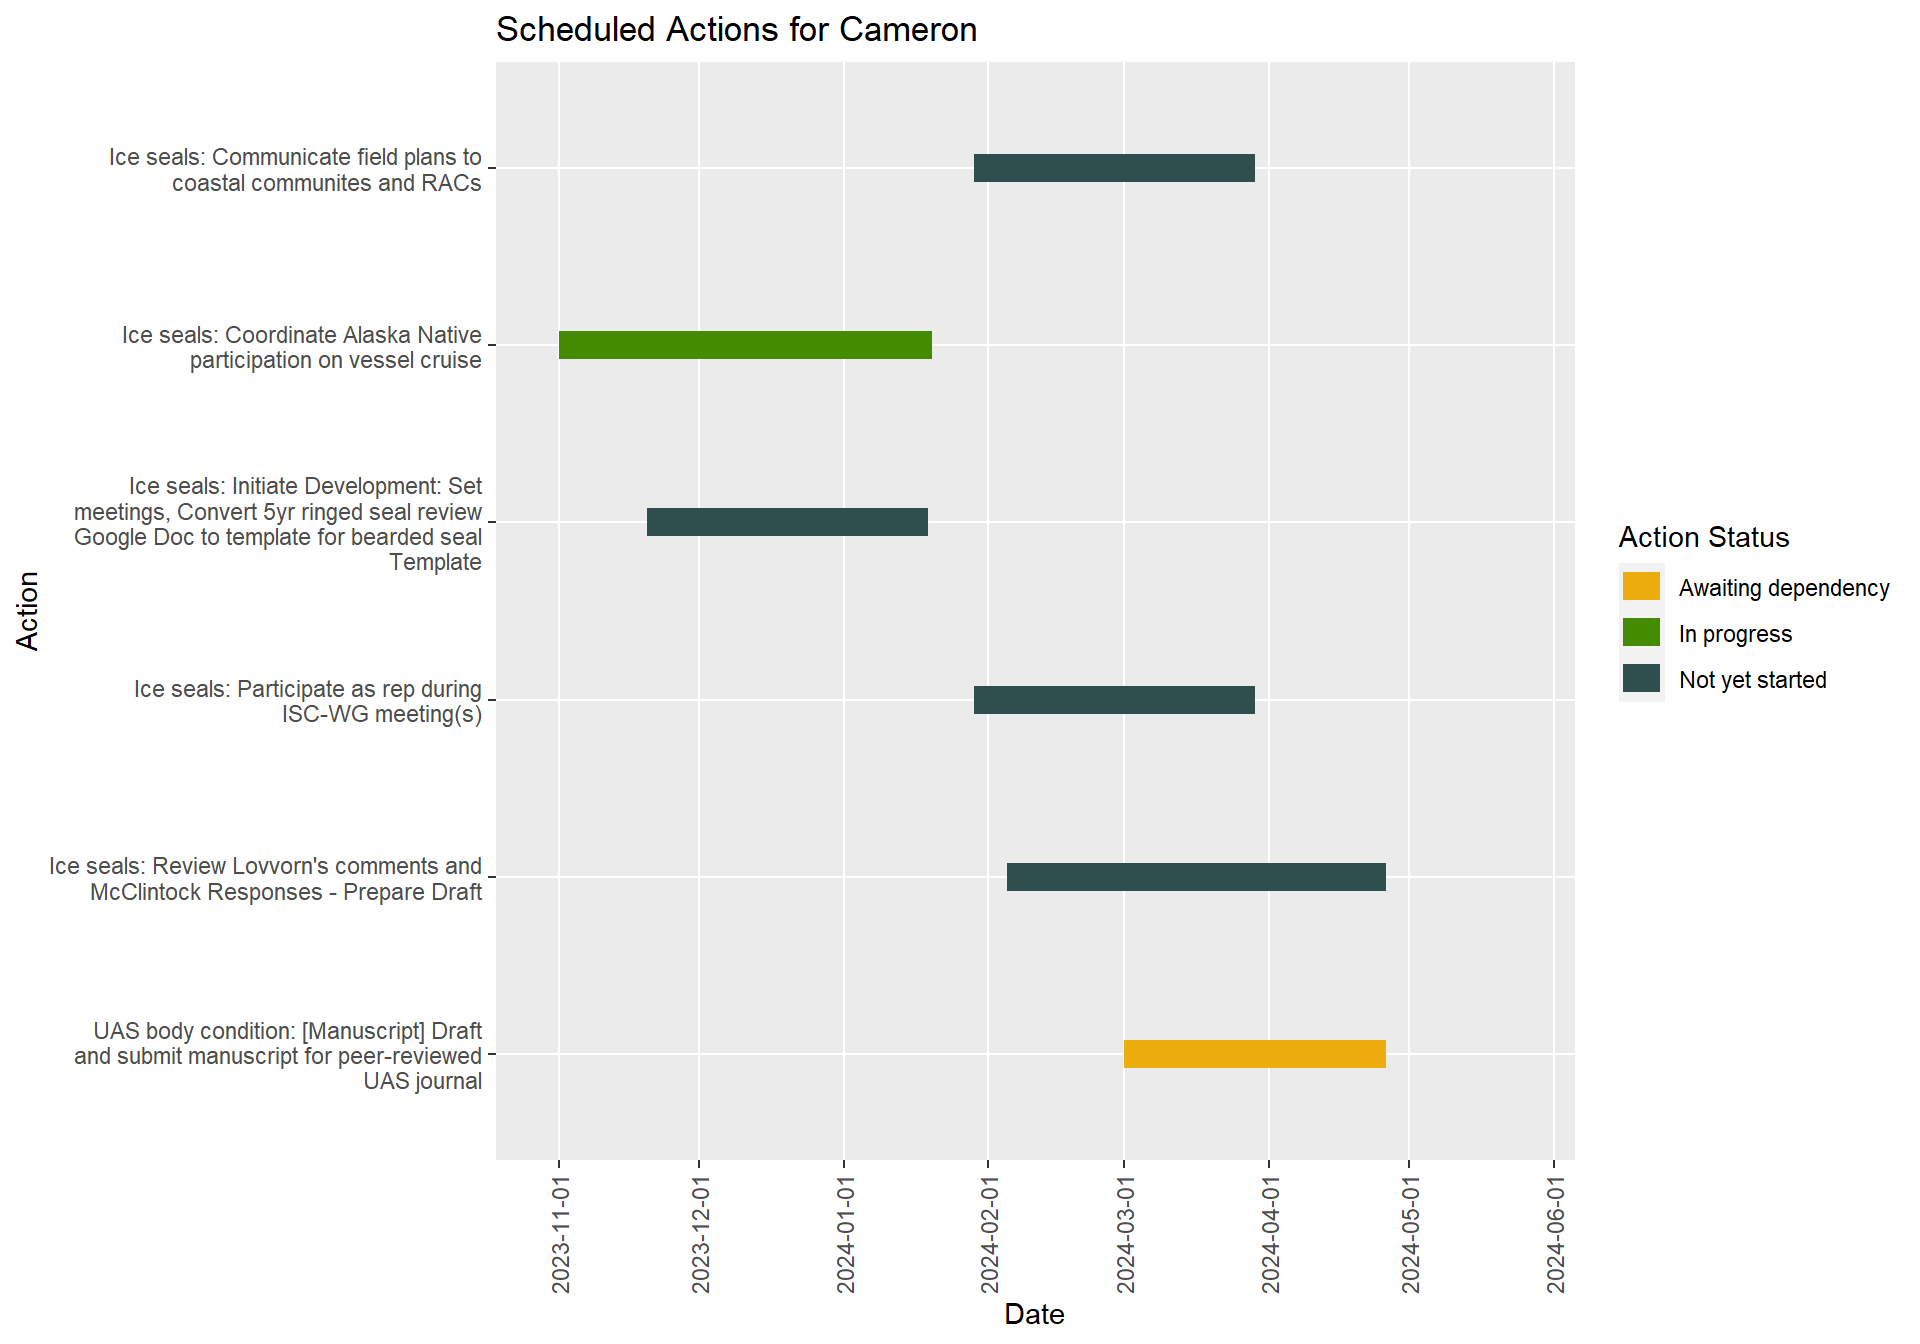 Scheduled Actions for Cameron
Ice seals: Communicate field plans to
coastal communites and RACs
Ice seals: Coordinate Alaska Native
participation on vessel cruise
Ice seals: Initiate Development: Set
meetings, Convert 5yr ringed seal review
Google Doc to template for bearded seal
Template
Ice seals: Participate as rep during
ISC-WG meeting(s)
Ice seals: Review Lovvorn's comments and
McClintock Responses - Prepare Draft
UAS body condition: [Manuscript] Draft
and submit manuscript for peer-reviewed
UAS journal
Action
2023-11-01
2023-12-01
2024-01-01
2024-02-01
2024-03-01
2024-04-01
2024-05-01
2024-06-01
Date
Action Status
Awaiting dependency
In progress
Not yet started